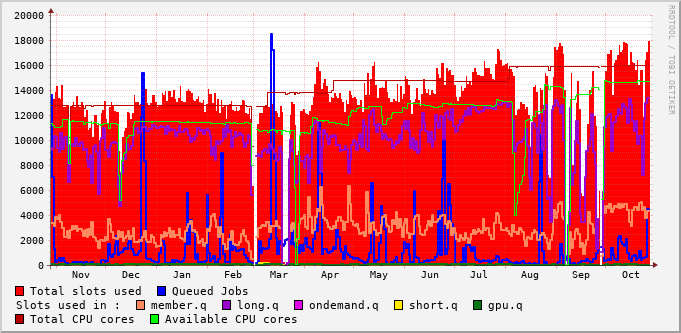 20000
18000
16000
14000
12000
10000
8000
6000
4000
2000
0
Nov Dec Jan Feb Mar Apr May Jun Jul Aug Sep Oct
Total slots used Queued Jobs
Slots used in : member.q long.q ondemand.q short.q gpu.q
Total CPU cores Available CPU cores
RRDTOOL / TOBI OETIKER